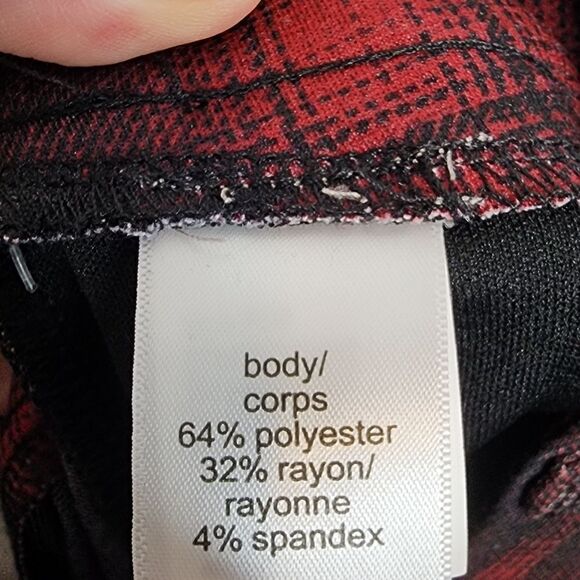 body/
corps
64% polyester
32% rayon/
rayonne
4% spandex